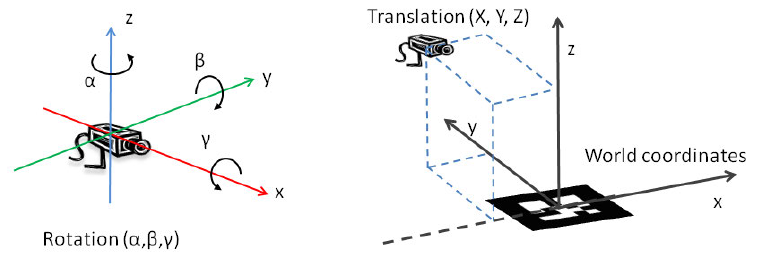 z
α
β
y
γ
x
Rotation (α,β,γ)
Translation (X, Y, Z)
z
y
World coordinates
x